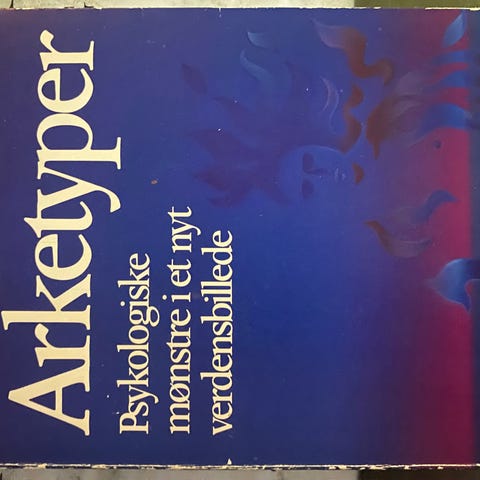 Arketyper
Psykologiske
mønstre i et nyt
verdensbillede